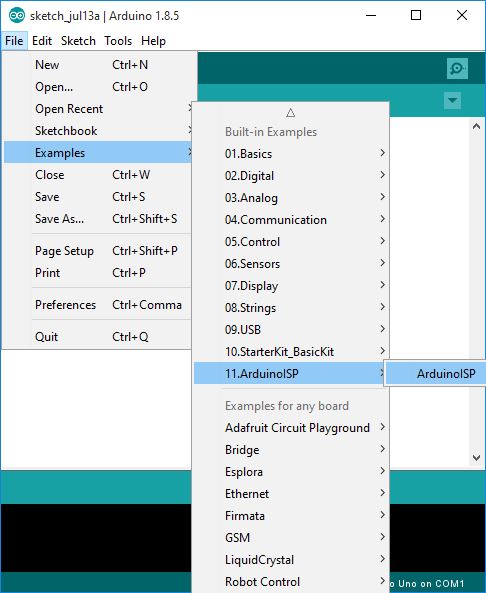 sketch_jul13a | Arduino 1.8.5
File Edit Sketch Tools Help
New Ctrl+N
Open... Ctrl+O
Open Recent
Sketchbook
Examples
Close Ctrl+W
Save Ctrl+S
Save As... Ctrl+Shift+S
Page Setup Ctrl+Shift+P
Print Ctrl+P
Preferences Ctrl+Comma
Quit Ctrl+Q
Built-in Examples
01.Basics
02.Digital
03.Analog
04.Communication
05.Control
06.Sensors
07.Display
08.Strings
09.USB
10.StarterKit_BasicKit
11.ArduinoISP
ArduinoISP
Examples for any board
Adafruit Circuit Playground
Bridge
Esplora
Ethernet
Firmata
GSM
LiquidCrystal
Robot Control
o Uno on COM1